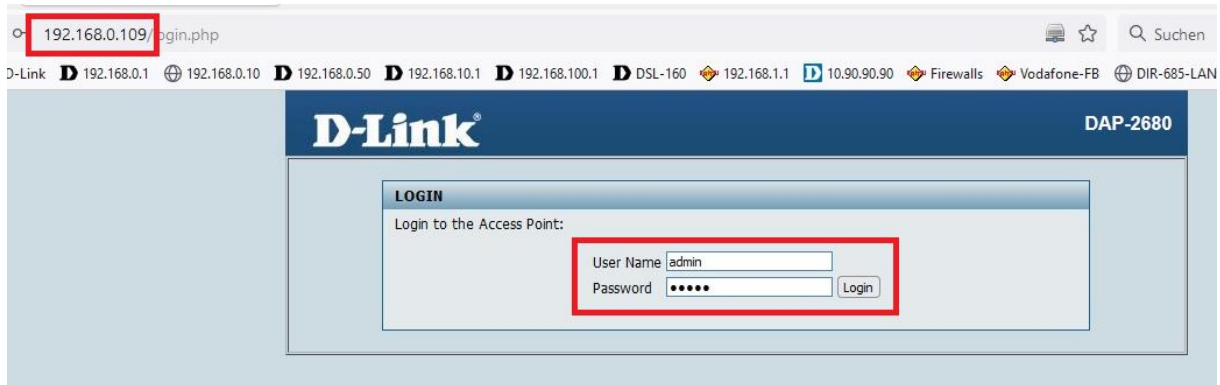 192.168.0.109/login.php Suchen
D-Link 192.168.0.1 192.168.0.10 192.168.0.50 192.168.10.1 192.168.100.1 DSL-160 192.168.1.1 10.90.90.90 Firewalls Vodafone-FB DIR-685-LAN
D-Link® DAP-2680
LOGIN
Login to the Access Point:
User Name admin
Password ••••• Login